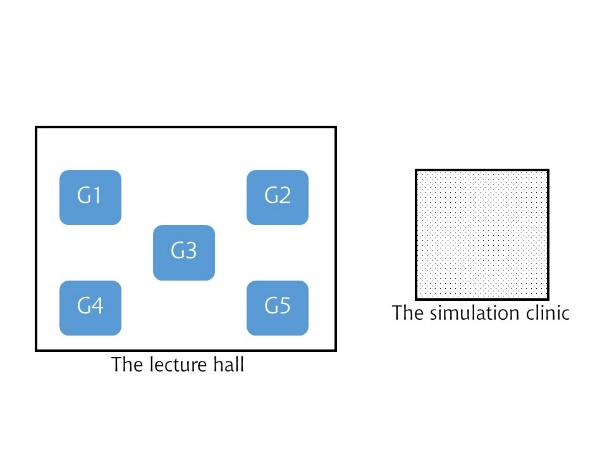 G1
G2
G3
G4
G5
The simulation clinic
The lecture hall